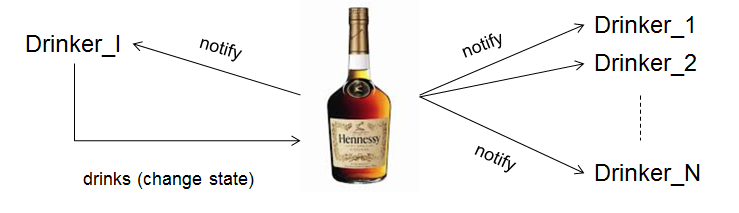 Drinker_I
notify
drinks (change state)
Hennessy
notify
notify
Drinker_1
Drinker_2
Drinker_N